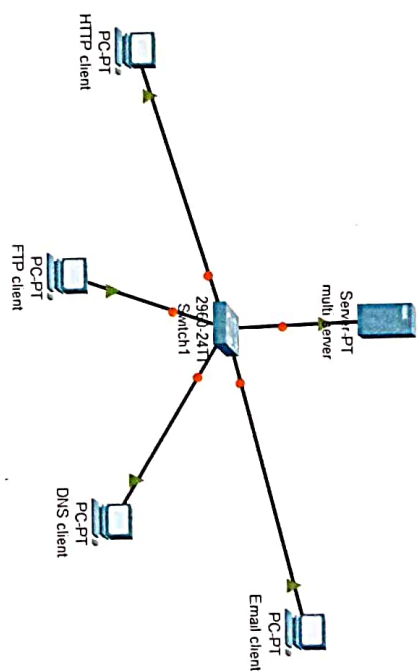 Server-PT
multi server
2960-24TT
Switch1
PC-PT
HTTP client
PC-PT
FTP client
PC-PT
DNS client
PC-PT
Email client